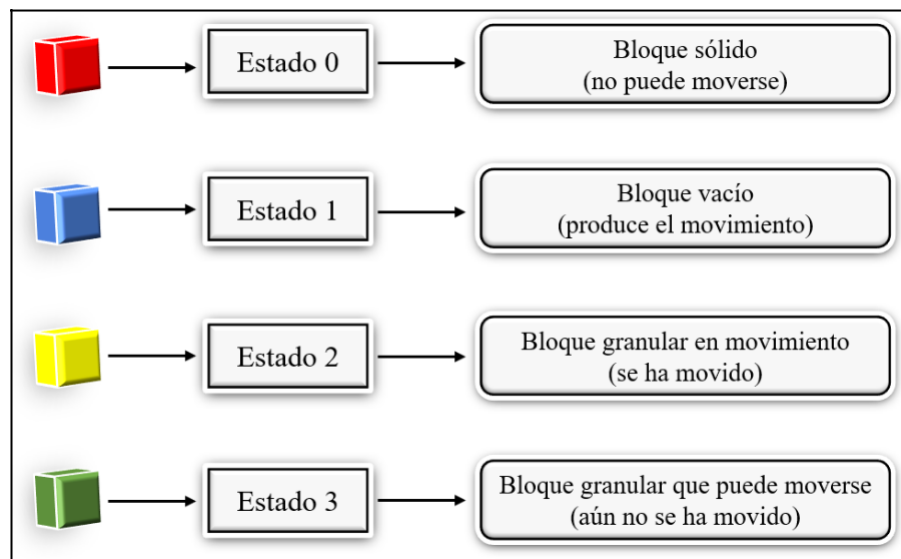 Estado 0
Bloque sólido
(no puede moverse)
Estado 1
Bloque vacío
(produce el movimiento)
Estado 2
Bloque granular en movimiento
(se ha movido)
Estado 3
Bloque granular que puede moverse
(aún no se ha movido)